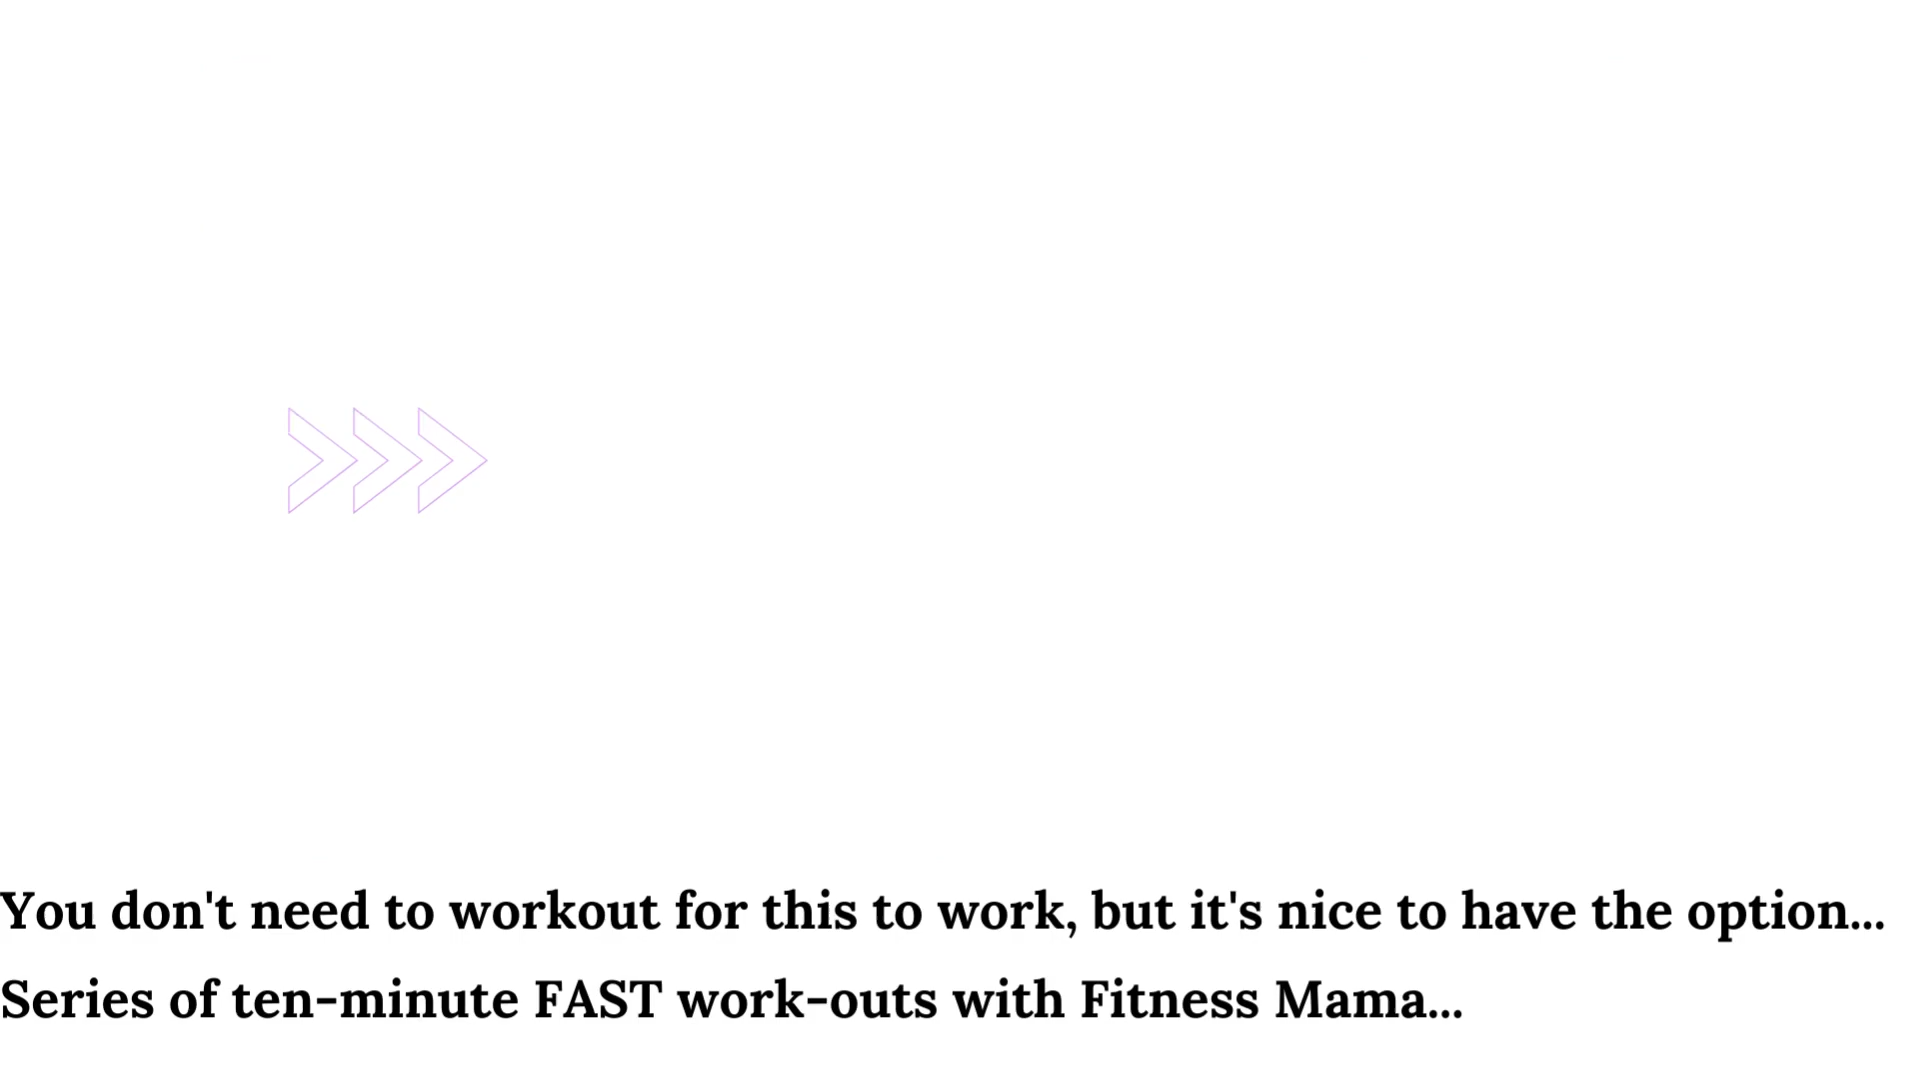 You don't need to workout for this to work, but it's nice to have the option...
Series of ten-minute FAST work-outs with Fitness Mama...